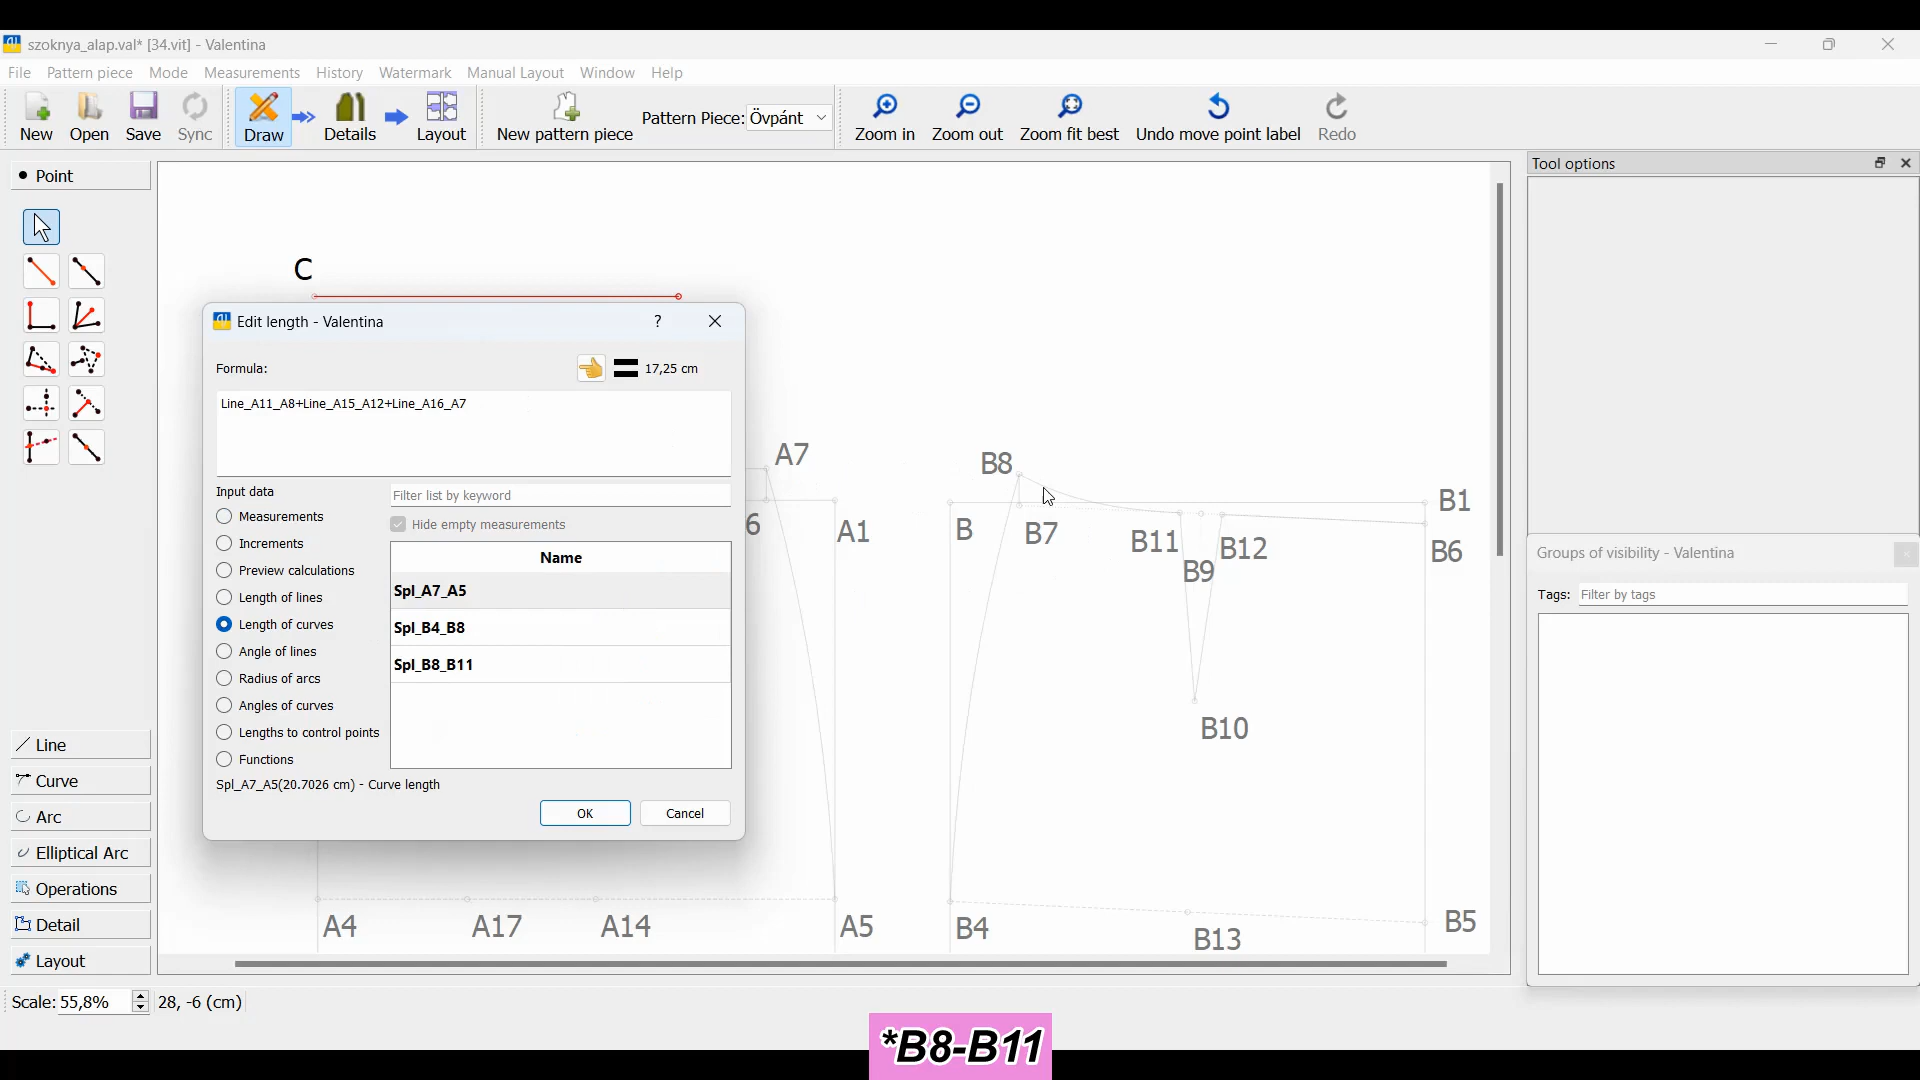 szoknya_alap.val* [34.vit] - Valentina
File Pattern piece Mode Measurements History Watermark Manual Layout Window Help
New Open Save Sync Draw Details Layout New pattern piece Pattern Piece: Övpánt Zoom in Zoom out Zoom fit best Undo move point label Redo
Point
Tool options
C
Edit length - Valentina ?
Formula: 17,25 cm
Line_A11_A8+Line_A15_A12+Line_A16_A7
Input data
Filter list by keyword
Measurements
Hide empty measurements
Increments
Name
Preview calculations
Spl_A7_A5
Length of lines
Length of curves
Spl_B4_B8
Angle of lines
Spl_B8_B11
Radius of arcs
Angles of curves
Lengths to control points
Functions
Spl_A7_A5(20.7026 cm) - Curve length
OK Cancel
A7
6
A1
B8
B
B7
B11
B9
B12
B1
B6
B10
A4
A17
A14
A5
B4
B13
B5
Groups of visibility - Valentina
Tags: Filter by tags
Line
Curve
Arc
Elliptical Arc
Operations
Detail
Layout
Scale: 55,8% 28, -6 (cm)
*B8-B11